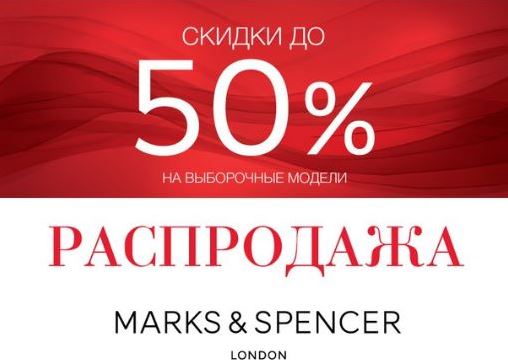 СКИДКИ ДО
50%
НА ВЫБОРОЧНЫЕ МОДЕЛИ
РАСПРОДАЖА
MARKS & SPENCER
LONDON